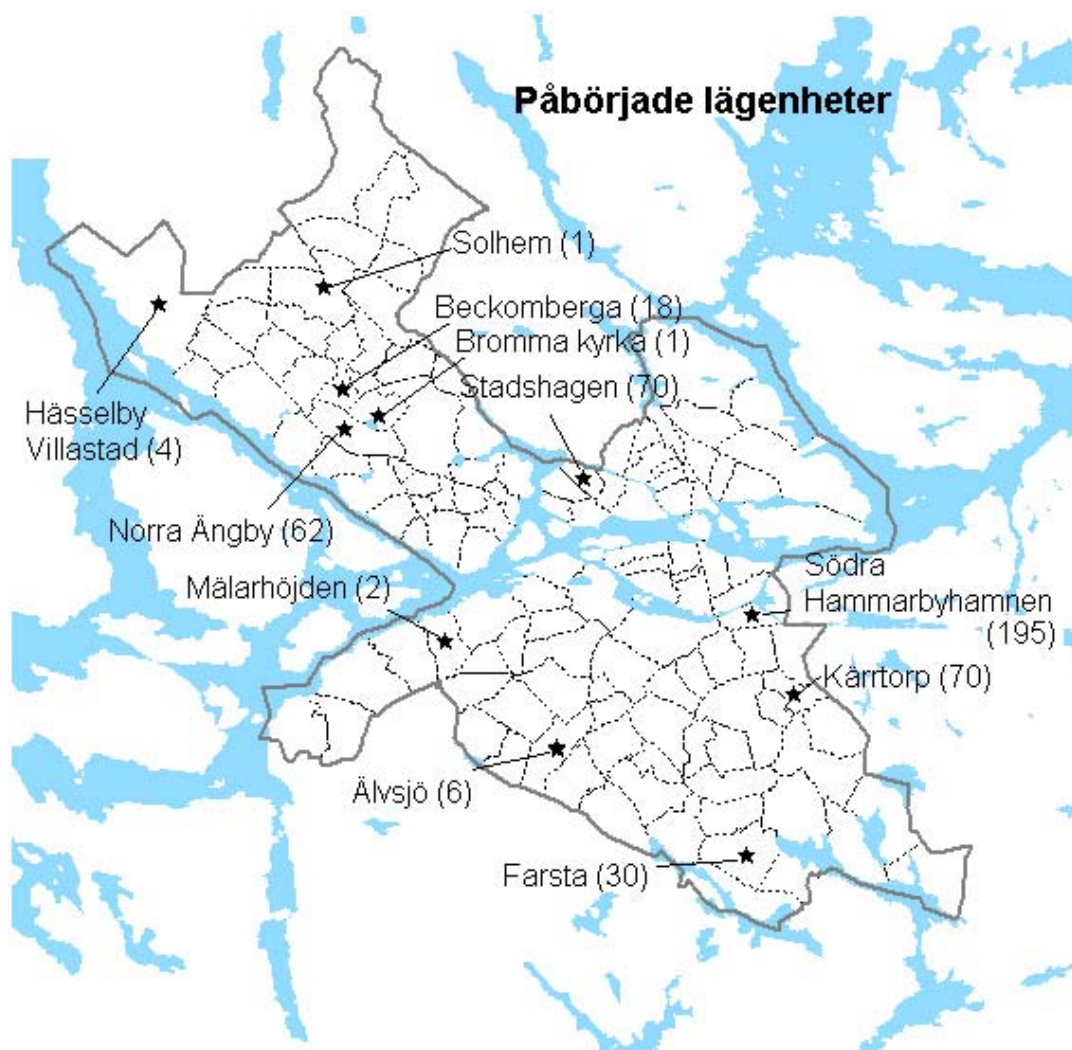 Påbörjade lägenheter
Solhem (1)
Beckomberga (18)
Bromma kyrka (1)
Stadshagen (70)
Hässelby
Villastad (4)
Norra Ängby (62)
Mälarhöjden (2)
Södra
Hammarbyhamnen
(195)
Kärrtorp (70)
Älvsjö (6)
Farsta (30)